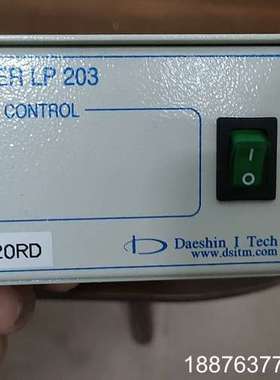 ER LP 203
CONTROL
I
O
20RD
Daeshin I Tech
www.dsitm.com
18876377